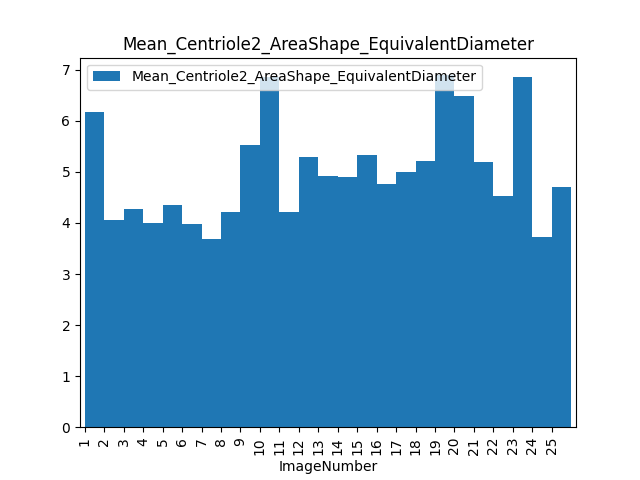 Mean_Centriole2_AreaShape_EquivalentDiameter
Mean_Centriole2_AreaShape_EquivalentDiameter
7
6
5
4
3
2
1
0
1 2 3 4 5 6 7 8 9 10 11 12 13 14 15 16 17 18 19 20 21 22 23 24 25
ImageNumber